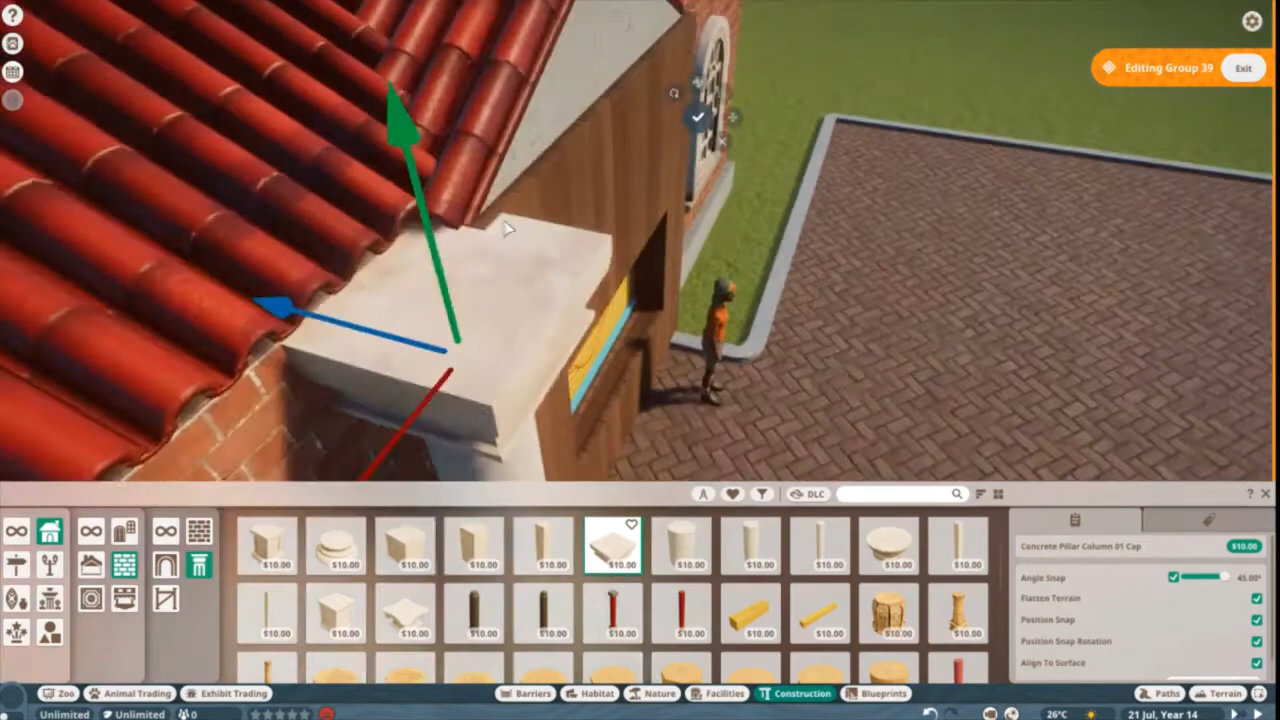 ?
Editing Group 39 Exit
DLC
? ×
$10.00 $10.00 $10.00 $10.00 $10.00 $10.00 $10.00 $10.00 $10.00 $10.00 $10.00
$10.00 $10.00 $10.00 $10.00 $10.00 $10.00 $10.00 $10.00 $10.00 $10.00 $10.00
Concrete Pillar Column 01 Cap $10.00
Angle Snap 45.00°
Flatten Terrain
Position Snap
Position Snap Rotation
Align To Surface
Zoo Animal Trading Exhibit Trading Barriers Habitat Nature Facilities Construction Blueprints Paths Terrain
Unlimited Unlimited 0 26°C 21 Jul, Year 14